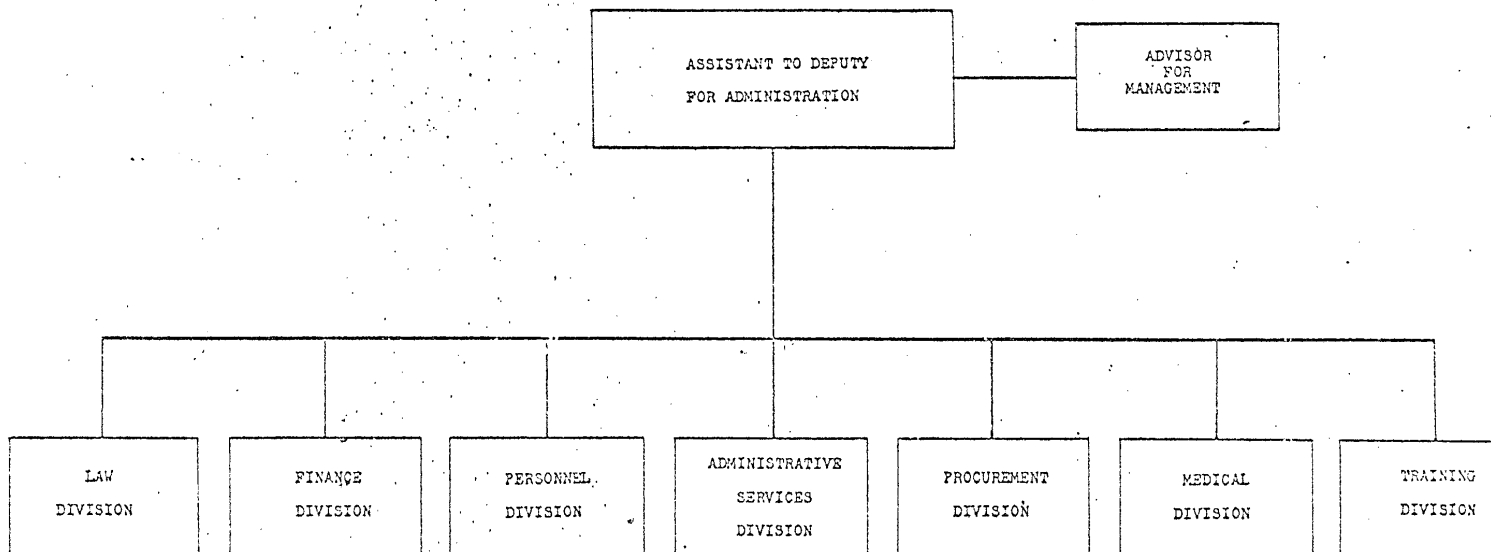 ASSISTANT TO DEPUTY
FOR ADMINISTRATION
ADVISOR
FOR
MANAGEMENT
LAW
DIVISION
FINANCE
DIVISION
PERSONNEL
DIVISION
ADMINISTRATIVE
SERVICES
DIVISION
PROCUREMENT
DIVISION
MEDICAL
DIVISION
TRAINING
DIVISION